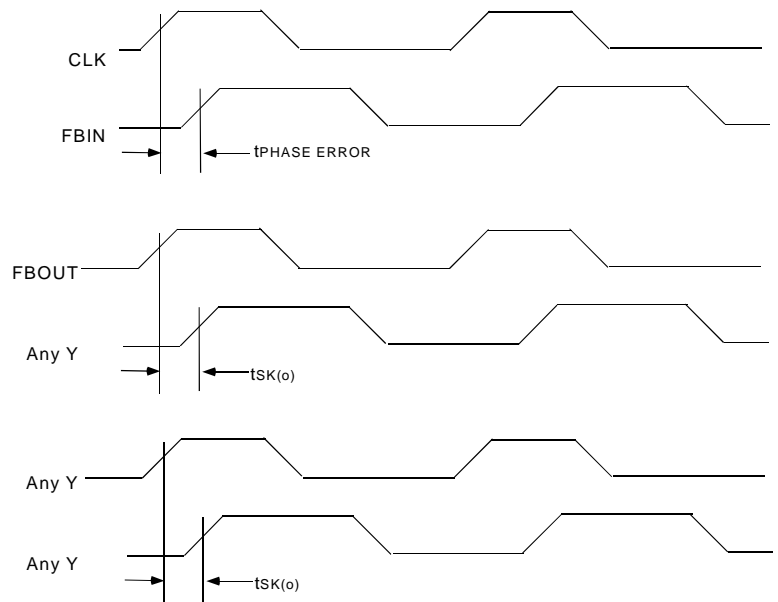 CLK
FBIN
tPHASE ERROR
FBOUT
Any Y
tSK(o)
Any Y
Any Y
tSK(o)